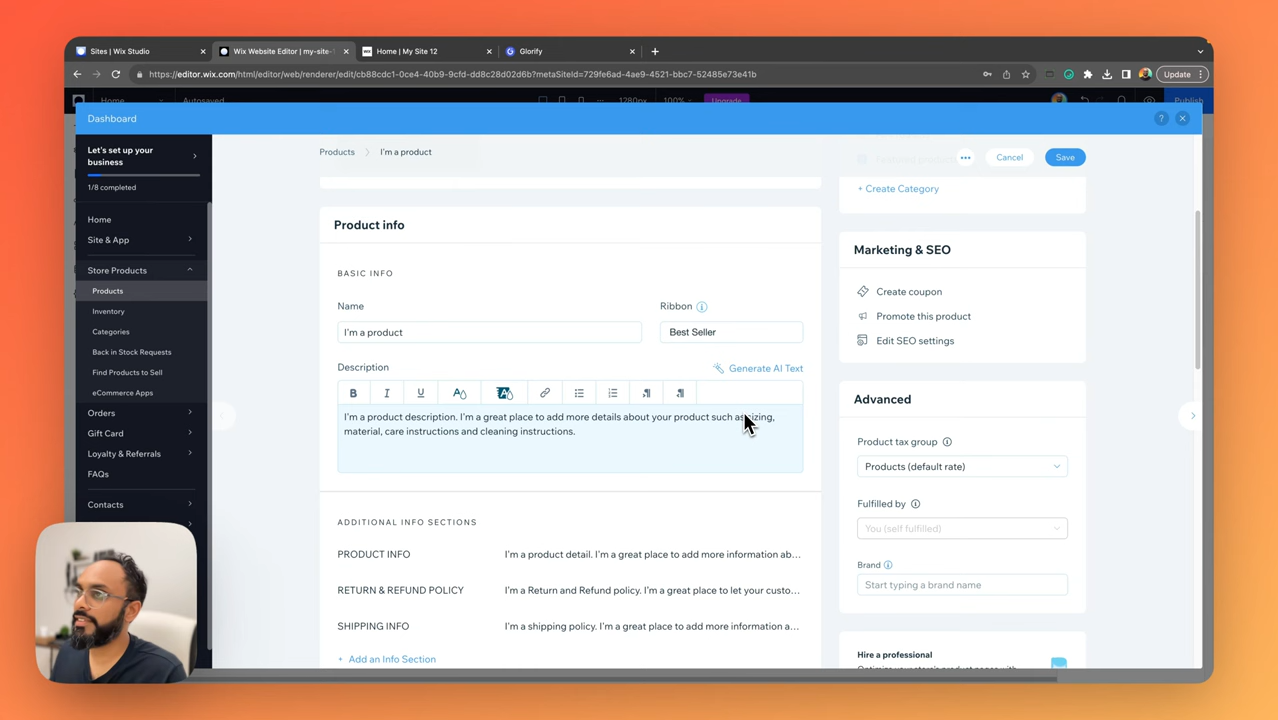 Sites | Wix Studio
Wix Website Editor | my-site-1
WIX
Home | My Site 12
Glorify
https://editor.wix.com/html/editor/web/renderer/edit/cb88cdc1-0ce4-40b9-9cfd-dd8c28d02d6b?metaSiteId=729fe6ad-4ae9-4521-bbc7-52485e73e41b
Update
Home
Autosaved
1280px
100%
Upgrade
Publish
Dashboard
?
Let's set up your
business
1/8 completed
Home
Site & App
Store Products
Products
Inventory
Categories
Back in Stock Requests
Find Products to Sell
eCommerce Apps
Orders
Gift Card
Loyalty & Referrals
FAQs
Contacts
Products
I'm a product
Cancel
Save
Product info
BASIC INFO
Name
Ribbon
I'm a product
Best Seller
Description
Generate AI Text
B I U A A
I'm a product description. I'm a great place to add more details about your product such as sizing,
material, care instructions and cleaning instructions.
ADDITIONAL INFO SECTIONS
PRODUCT INFO
I'm a product detail. I'm a great place to add more information ab...
RETURN & REFUND POLICY
I'm a Return and Refund policy. I'm a great place to let your custo...
SHIPPING INFO
I'm a shipping policy. I'm a great place to add more information a...
+ Add an Info Section
+ Create Category
Marketing & SEO
Create coupon
Promote this product
Edit SEO settings
Advanced
Product tax group
Products (default rate)
Fulfilled by
You (self fulfilled)
Brand
Start typing a brand name
Hire a professional